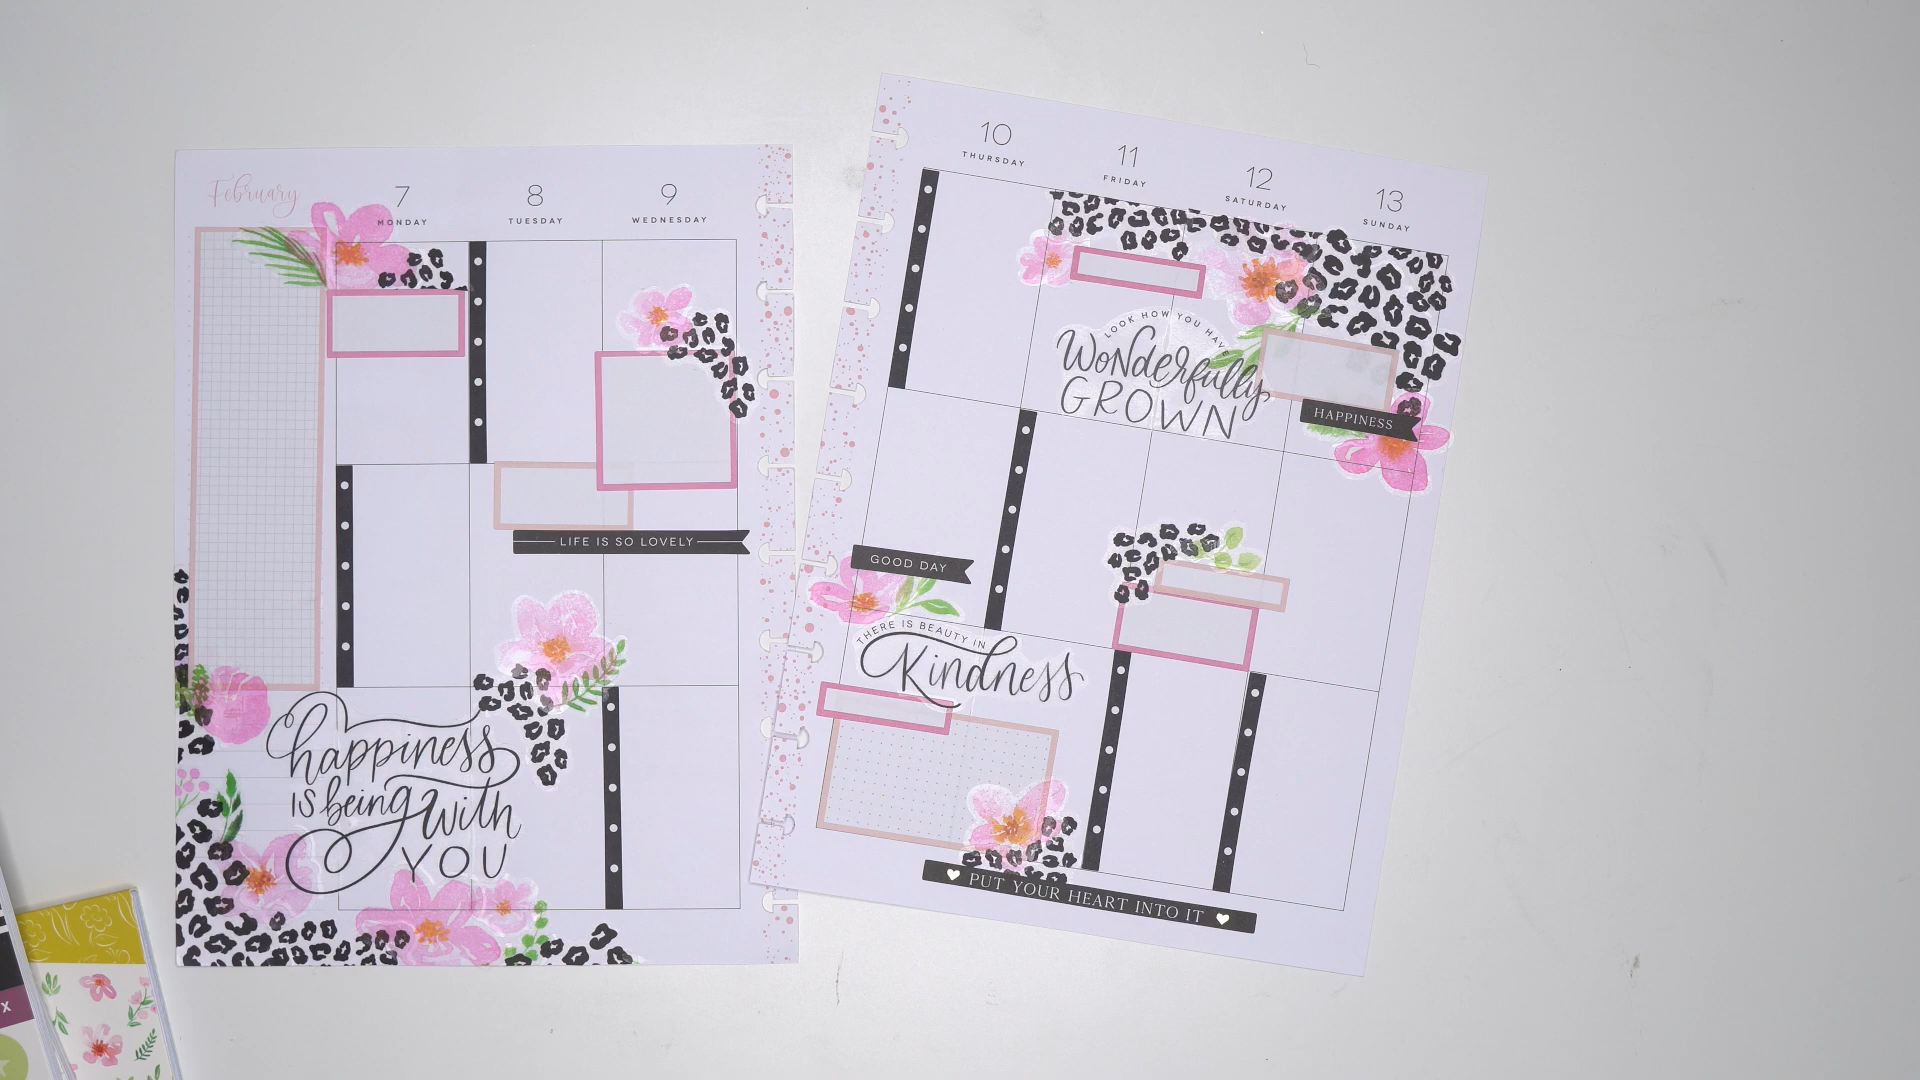 February
7
MONDAY
8
TUESDAY
9
WEDNESDAY
LIFE IS SO LOVELY
happiness
is being with
YOU
10
THURSDAY
11
FRIDAY
12
SATURDAY
13
SUNDAY
LOOK HOW YOU HAVE
Wonderfully
GROWN
HAPPINESS
GOOD DAY
THERE IS BEAUTY IN
Kindness
PUT YOUR HEART INTO IT
X